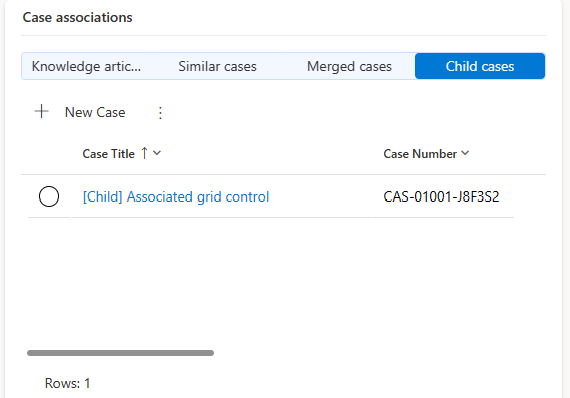 Case associations
Knowledge artic... Similar cases Merged cases Child cases
New Case
Case Title Case Number
[Child] Associated grid control CAS-01001-J8F3S2
Rows: 1